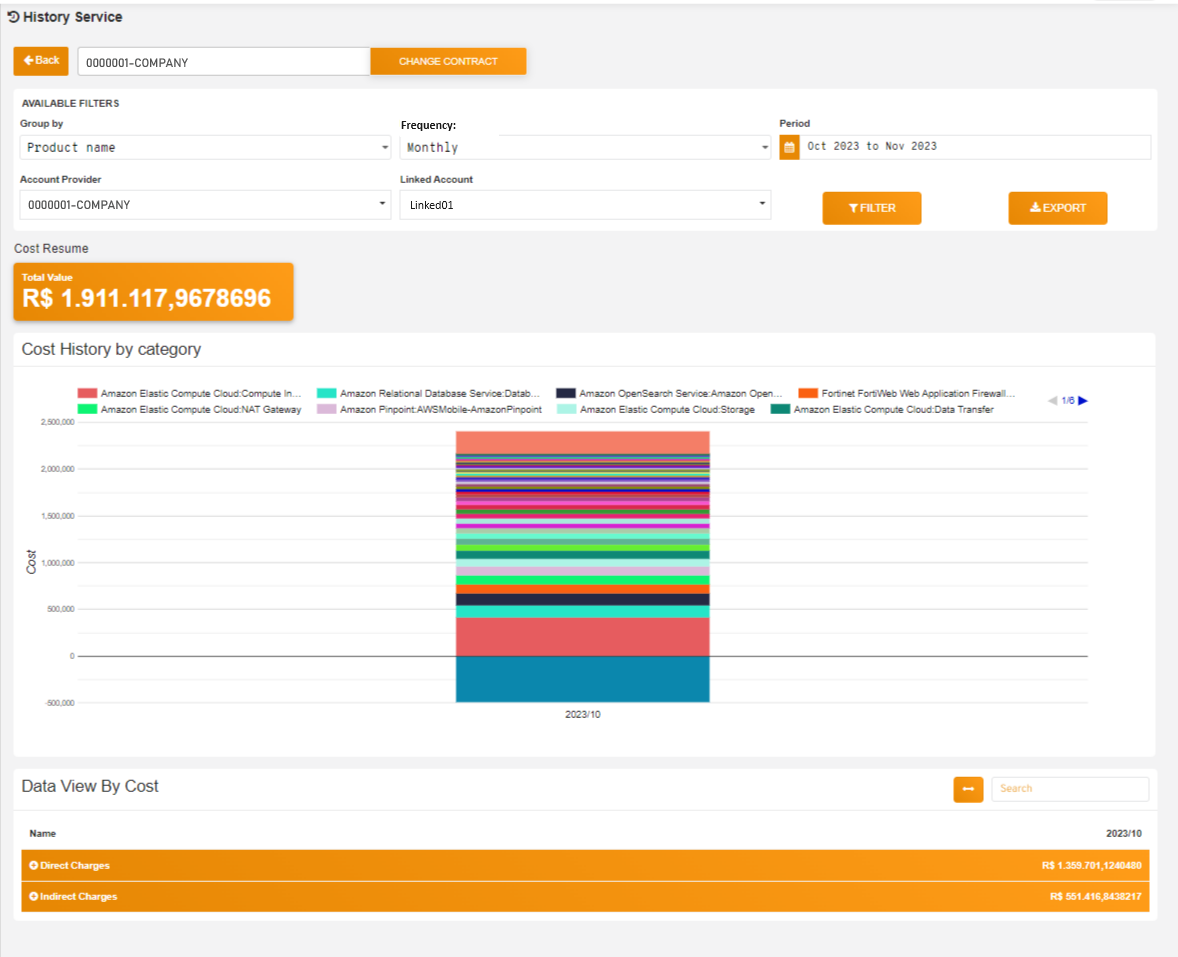 History Service
Back
0000001-COMPANY
CHANGE CONTRACT
AVAILABLE FILTERS
Group by
Frequency:
Period
Product name
Monthly
Oct 2023 to Nov 2023
Account Provider
Linked Account
0000001-COMPANY
Linked01
FILTER
EXPORT
Cost Resume
Total Value
R$ 1.911.117,9678696
Cost History by category
Amazon Elastic Compute Cloud:Compute In...
Amazon Relational Database Service:Datab...
Amazon OpenSearch Service:Amazon Open...
Fortinet FortiWeb Web Application Firewall...
Amazon Elastic Compute Cloud:NAT Gateway
Amazon Pinpoint:AWSMobile-AmazonPinpoint
Amazon Elastic Compute Cloud:Storage
Amazon Elastic Compute Cloud:Data Transfer
1/6
2,500,000
2,000,000
1,500,000
1,000,000
500,000
0
-500,000
Cost
2023/10
Data View By Cost
Search
Name
2023/10
Direct Charges
R$ 1.359.701,1240480
Indirect Charges
R$ 551.416,8438217